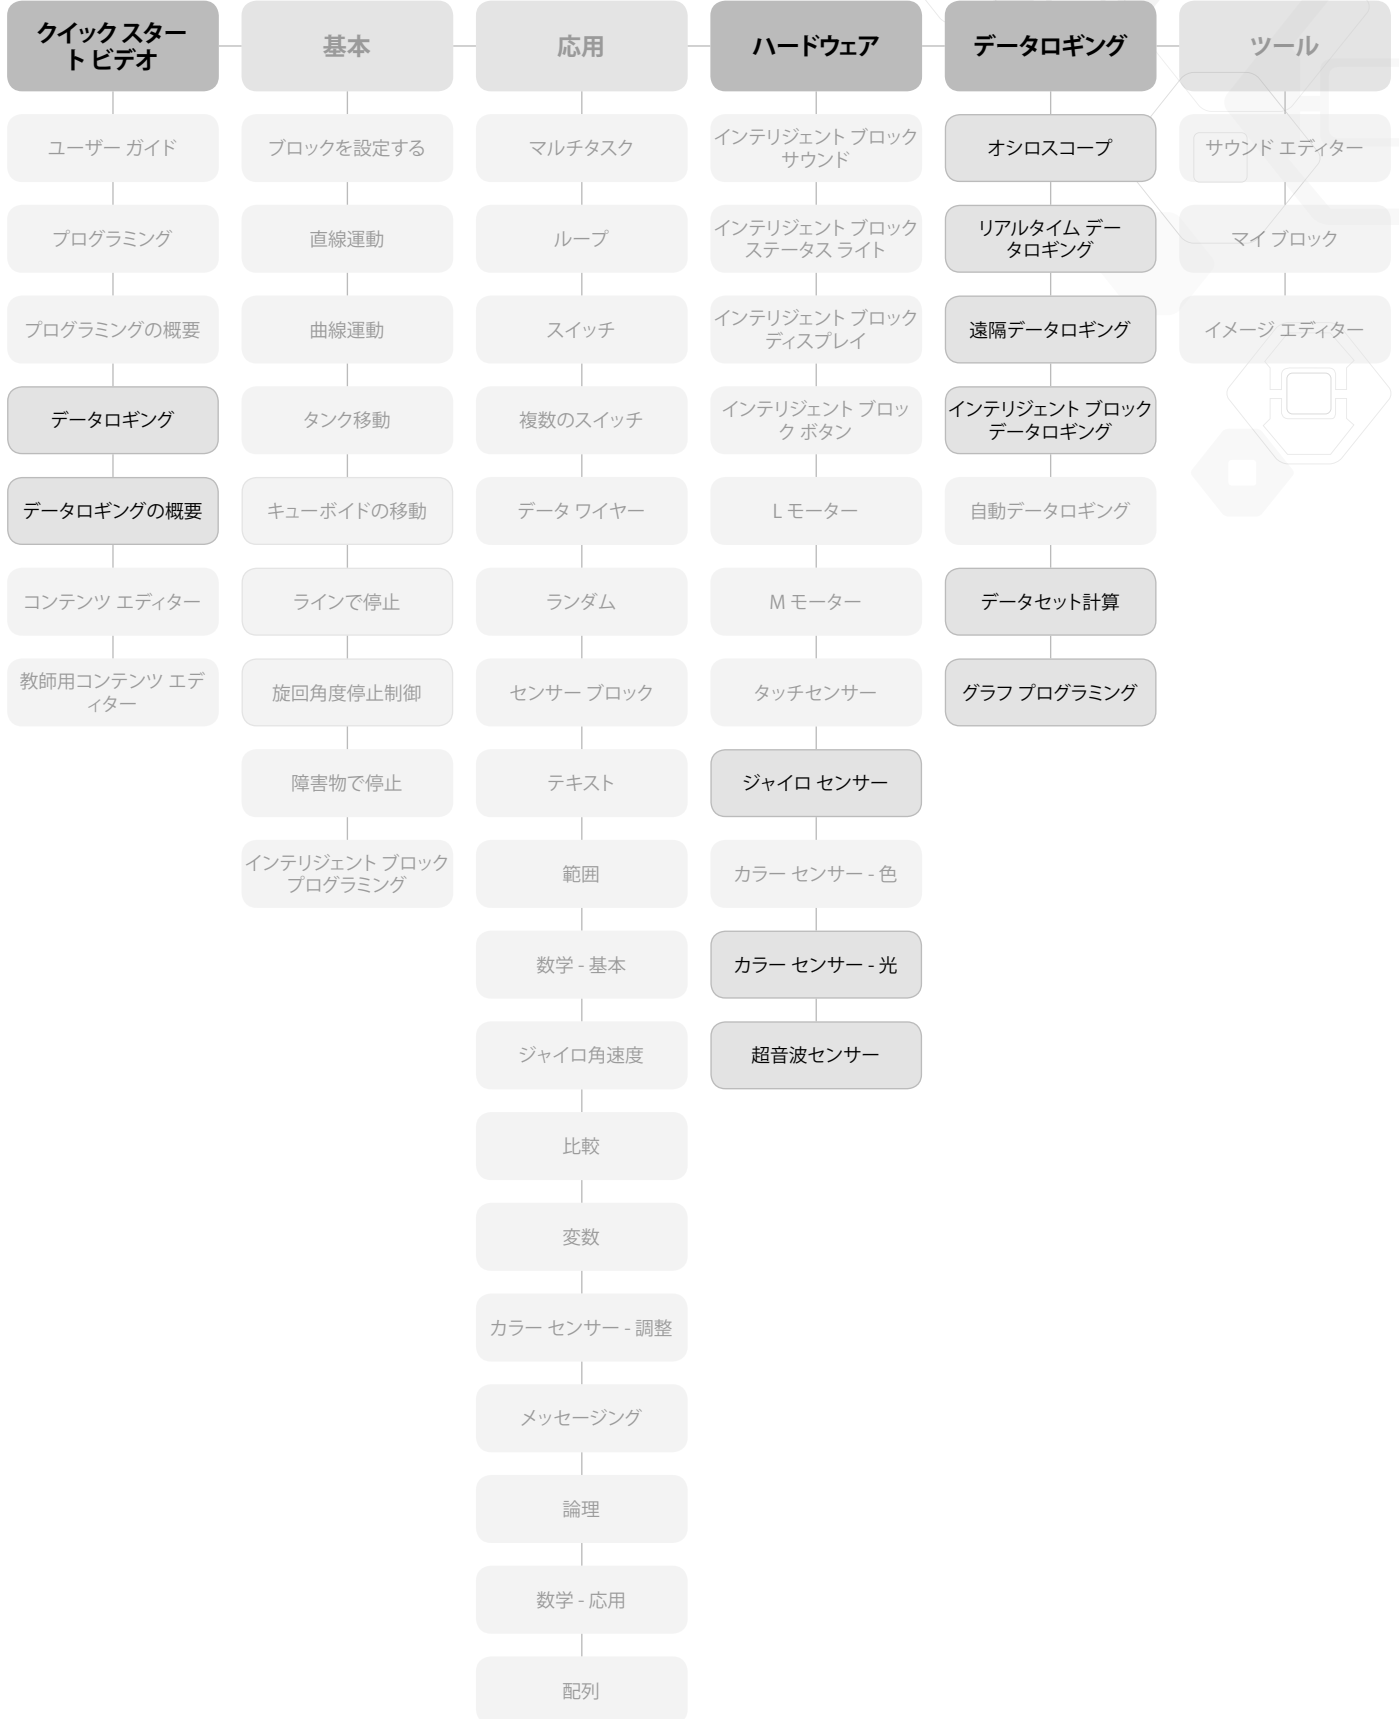 クイック スター
ト ビデオ
基本
応用
ハードウェア
データロギング
ツール
ユーザー ガイド
プログラミング
プログラミングの概要
データロギング
データロギングの概要
コンテンツ エディター
教師用コンテンツ エデ
ィター
ブロックを設定する
直線運動
曲線運動
タンク移動
キューボイドの移動
ラインで停止
旋回角度停止制御
障害物で停止
インテリジェント ブロック
プログラミング
マルチタスク
ループ
スイッチ
複数のスイッチ
データ ワイヤー
ランダム
センサー ブロック
テキスト
範囲
数学 - 基本
ジャイロ角速度
比較
変数
カラー センサー - 調整
メッセージング
論理
数学 - 応用
配列
インテリジェント ブロック
サウンド
インテリジェント ブロック
ステータス ライト
インテリジェント ブロック
ディスプレイ
インテリジェント ブロッ
ク ボタン
L モーター
M モーター
タッチセンサー
ジャイロ センサー
カラー センサー - 色
カラー センサー - 光
超音波センサー
オシロスコープ
リアルタイム デー
タロギング
遠隔データロギング
インテリジェント ブロック
データロギング
自動データロギング
データセット計算
グラフ プログラミング
サウンド エディター
マイ ブロック
イメージ エディター